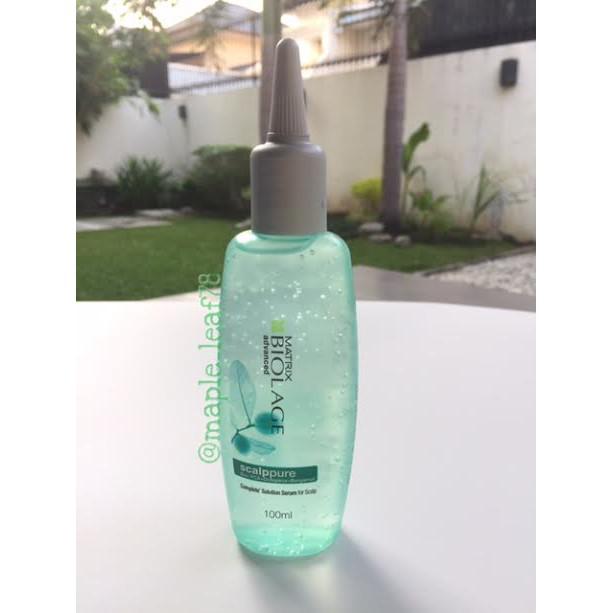 @maple_leaf78
MATRIX
BIOLAGE
advanced
scalppure
Complete* Solution Serum for Scalp
100ml